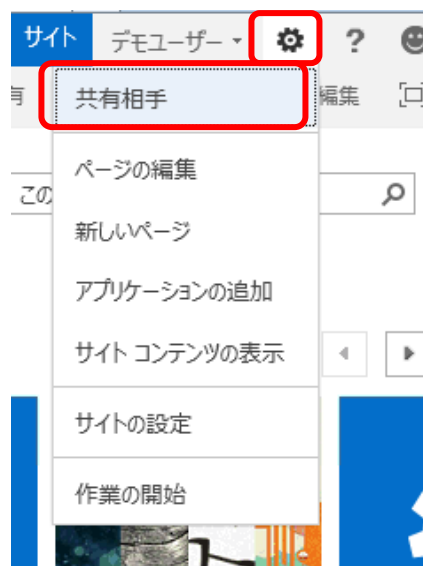 サイト デモユーザー ?
有 編集
共有相手
ページの編集
この
新しいページ
アプリケーションの追加
サイト コンテンツの表示
サイトの設定
作業の開始